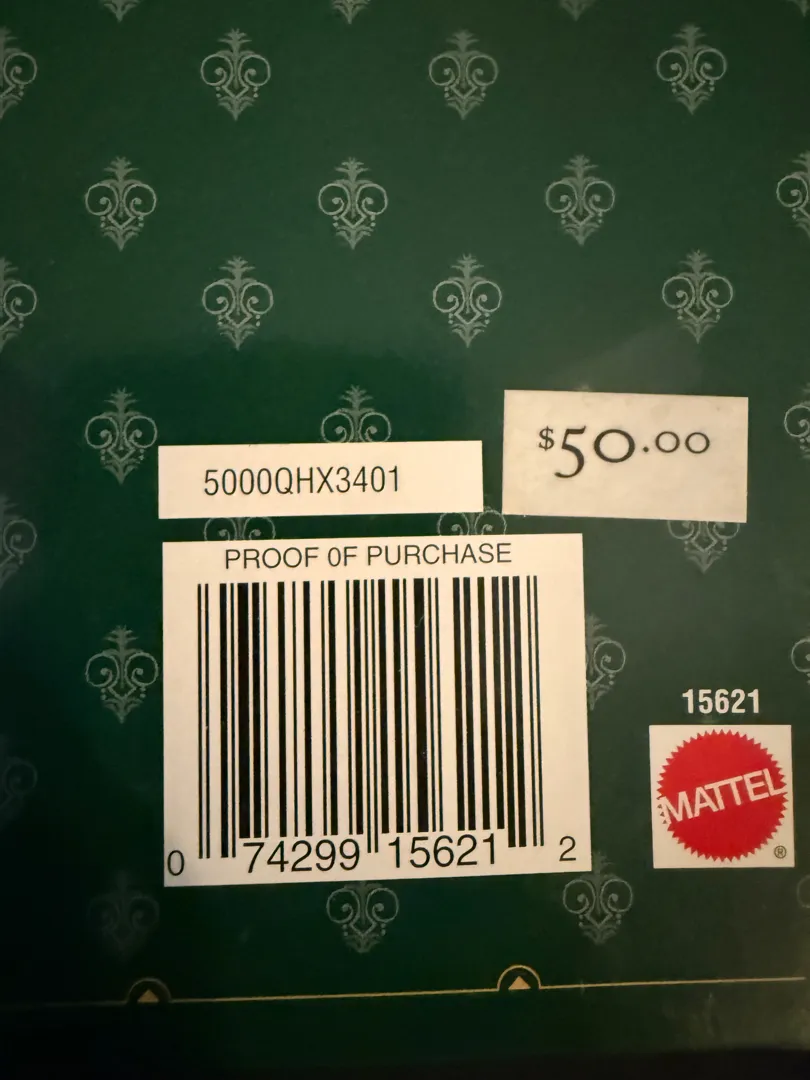 $50.00
5000QHX3401
PROOF OF PURCHASE
0 74299 15621 2
15621
MATTEL
®